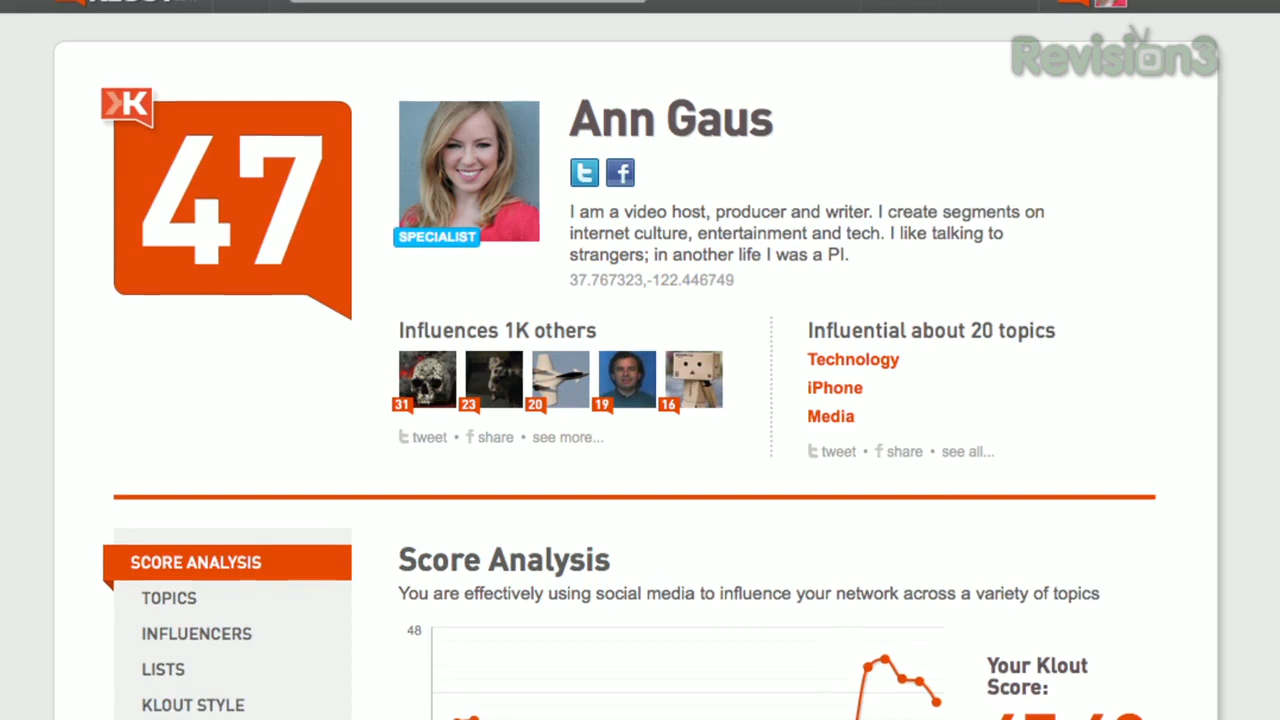 Revision3
K
47
Ann Gaus
SPECIALIST
I am a video host, producer and writer. I create segments on
internet culture, entertainment and tech. I like talking to
strangers; in another life I was a PI.
37.767323,-122.446749
Influences 1K others
31 23 20 19 16
tweet • share • see more...
Influential about 20 topics
Technology
iPhone
Media
tweet • share • see all...
SCORE ANALYSIS
TOPICS
INFLUENCERS
LISTS
KLOUT STYLE
Score Analysis
You are effectively using social media to influence your network across a variety of topics
48
Your Klout
Score: